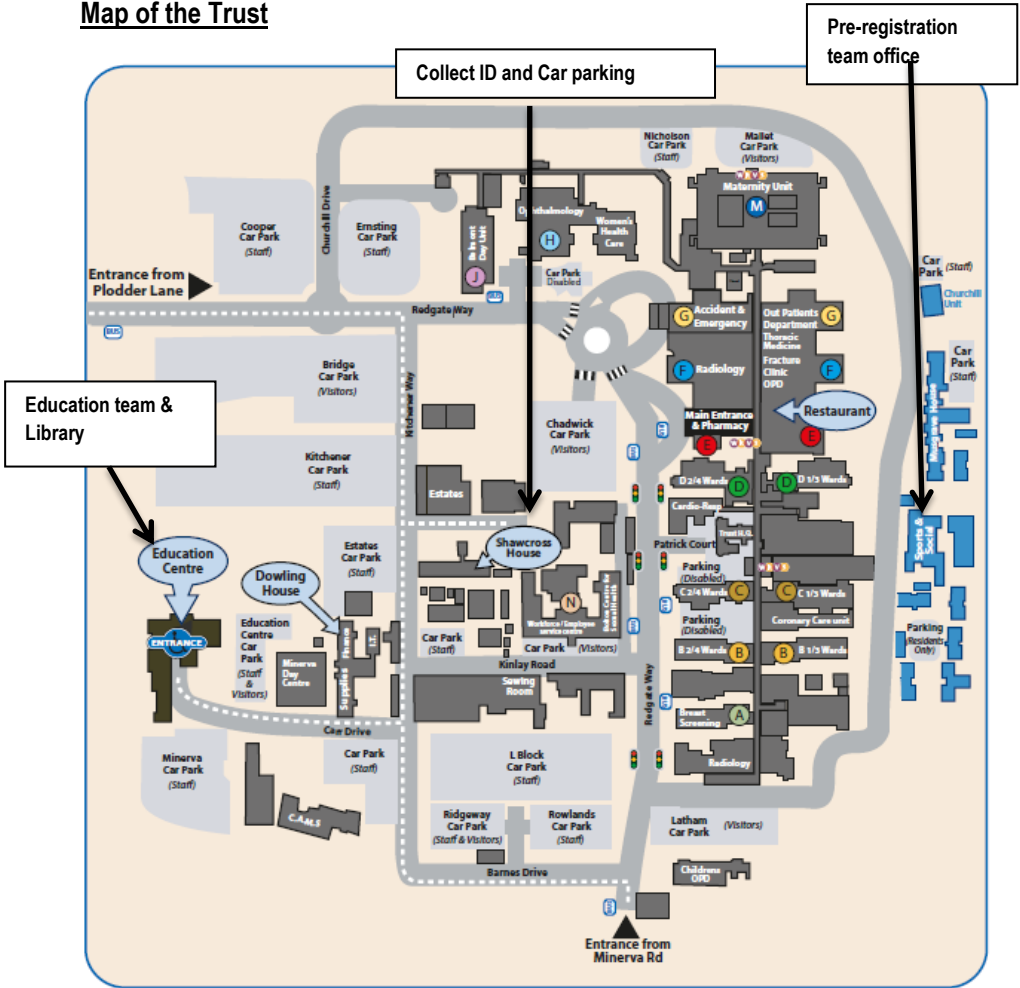 Map of the Trust
Pre-registration
team office
Collect ID and Car parking
Nicholson
Car Park
(Staff)
Mallet
Car Park
(Visitors)
Maternity Unit
M
Cooper
Car Park
(Staff)
Churchill Drive
Ernsting
Car Park
(Staff)
Belmont
Day Unit
J
Ophthalmology
H
Women's
Health
Care
Car Park
Disabled
Car
Park (Staff)
Churchill
Unit
Entrance from
Plodder Lane
BUS
Redgate Way
Accident &
Emergency
G
Out Patients
Department
G
Thoracic
Medicine
Fracture
Clinic
OPD
F
Radiology
F
Car
Park
(Staff)
Musgrave House
Bridge
Car Park
(Visitors)
Kitchener Way
Education team &
Library
Chadwick
Car Park
(Visitors)
Main Entrance
& Pharmacy
E
Restaurant
E
Kitchener
Car Park
(Staff)
Estates
D 2/4 Wards
D
D
D 1/3 Wards
Cardio-Resp
Trust H.Q.
Patrick Court
Sports &
Social
Education
Centre
Estates
Car Park
(Staff)
Shawcross
House
Dowling
House
Parking
(Disabled)
C 2/4 Wards
C
C
C 1/3 Wards
N
Workforce / Employee
service centre
Parking
(Disabled)
Coronary Care unit
ENTRANCE
Education
Centre
Car
Park
(Staff
&
Visitors)
Minerva
Day
Centre
Supplies
Finance
I.T.
Car Park
(Staff)
Car Park
(Visitors)
B 2/4 Wards
B
B
B 1/3 Wards
Parking
(Residents
Only)
Kinlay Road
Sewing
Room
Redgate Way
Breast
Screening
A
Radiology
Minerva
Car Park
(Staff)
Car Park
(Staff)
C.A.M.S
L Block
Car Park
(Staff)
Ridgeway
Car Park
(Staff & Visitors)
Rowlands
Car Park
(Staff)
Latham
Car Park
(Visitors)
Barnes Drive
Childrens
OPD
Entrance from
Minerva Rd